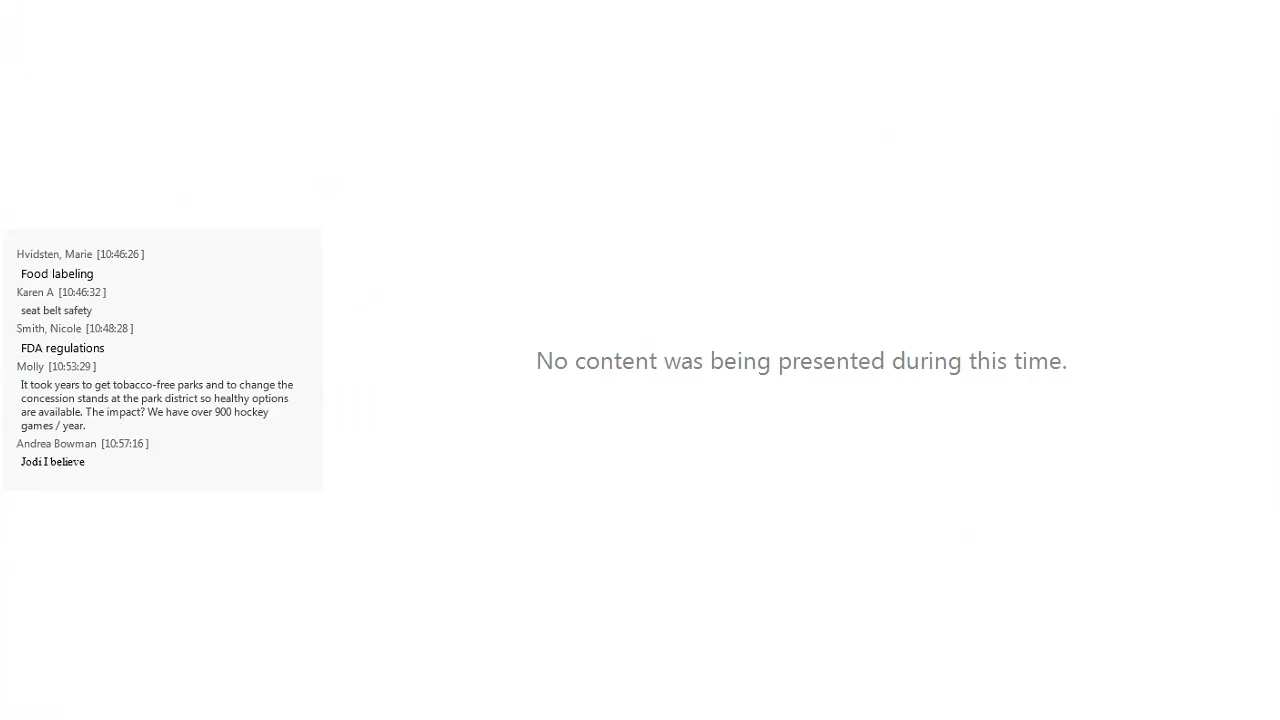 Hvidsten, Marie [10:46:26]
Food labeling
Karen A [10:46:32]
seat belt safety
Smith, Nicole [10:48:28]
FDA regulations
Molly [10:53:29]
It took years to get tobacco-free parks and to change the
concession stands at the park district so healthy options
are available. The impact? We have over 900 hockey
games / year.
Andrea Bowman [10:57:16]
Jodi I believe
No content was being presented during this time.